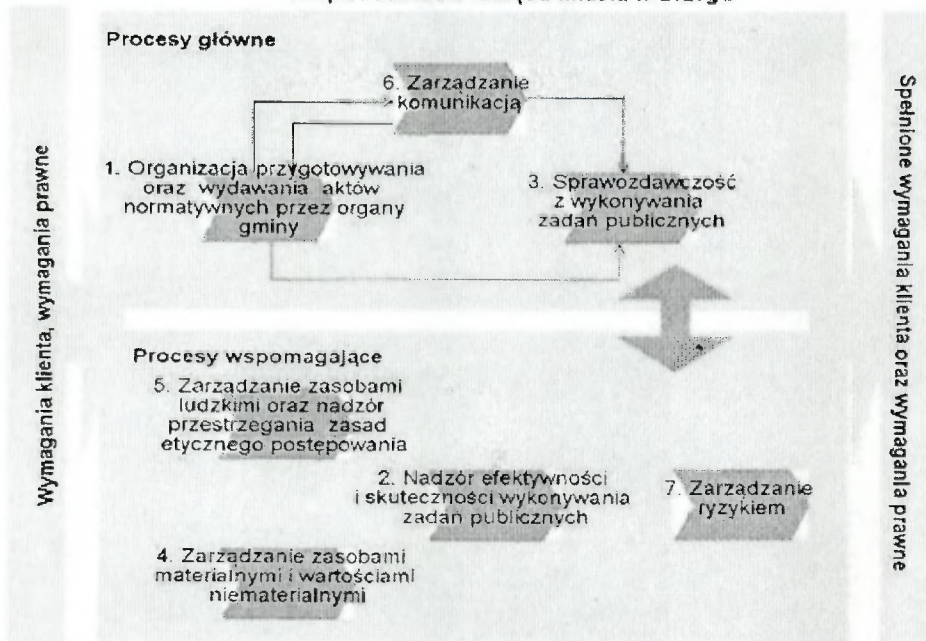 Procesy główne
6. Zarządzanie
komunikacją
1. Organizacja przygotowywania
oraz wydawania aktów
normatywnych przez organy
gminy
3. Sprawozdawczość
z wykonywania
zadań publicznych
Procesy wspomagające
5. Zarządzanie zasobami
ludzkimi oraz nadzór
przestrzegania zasad
etycznego postępowania
2. Nadzór efektywności
i skuteczności wykonywania
zadań publicznych
7. Zarządzanie
ryzykiem
4. Zarządzanie zasobami
materialnymi i wartościami
niematerialnymi
Wymagania klienta, wymagania prawne
Spełnione wymagania klienta oraz wymagania prawne